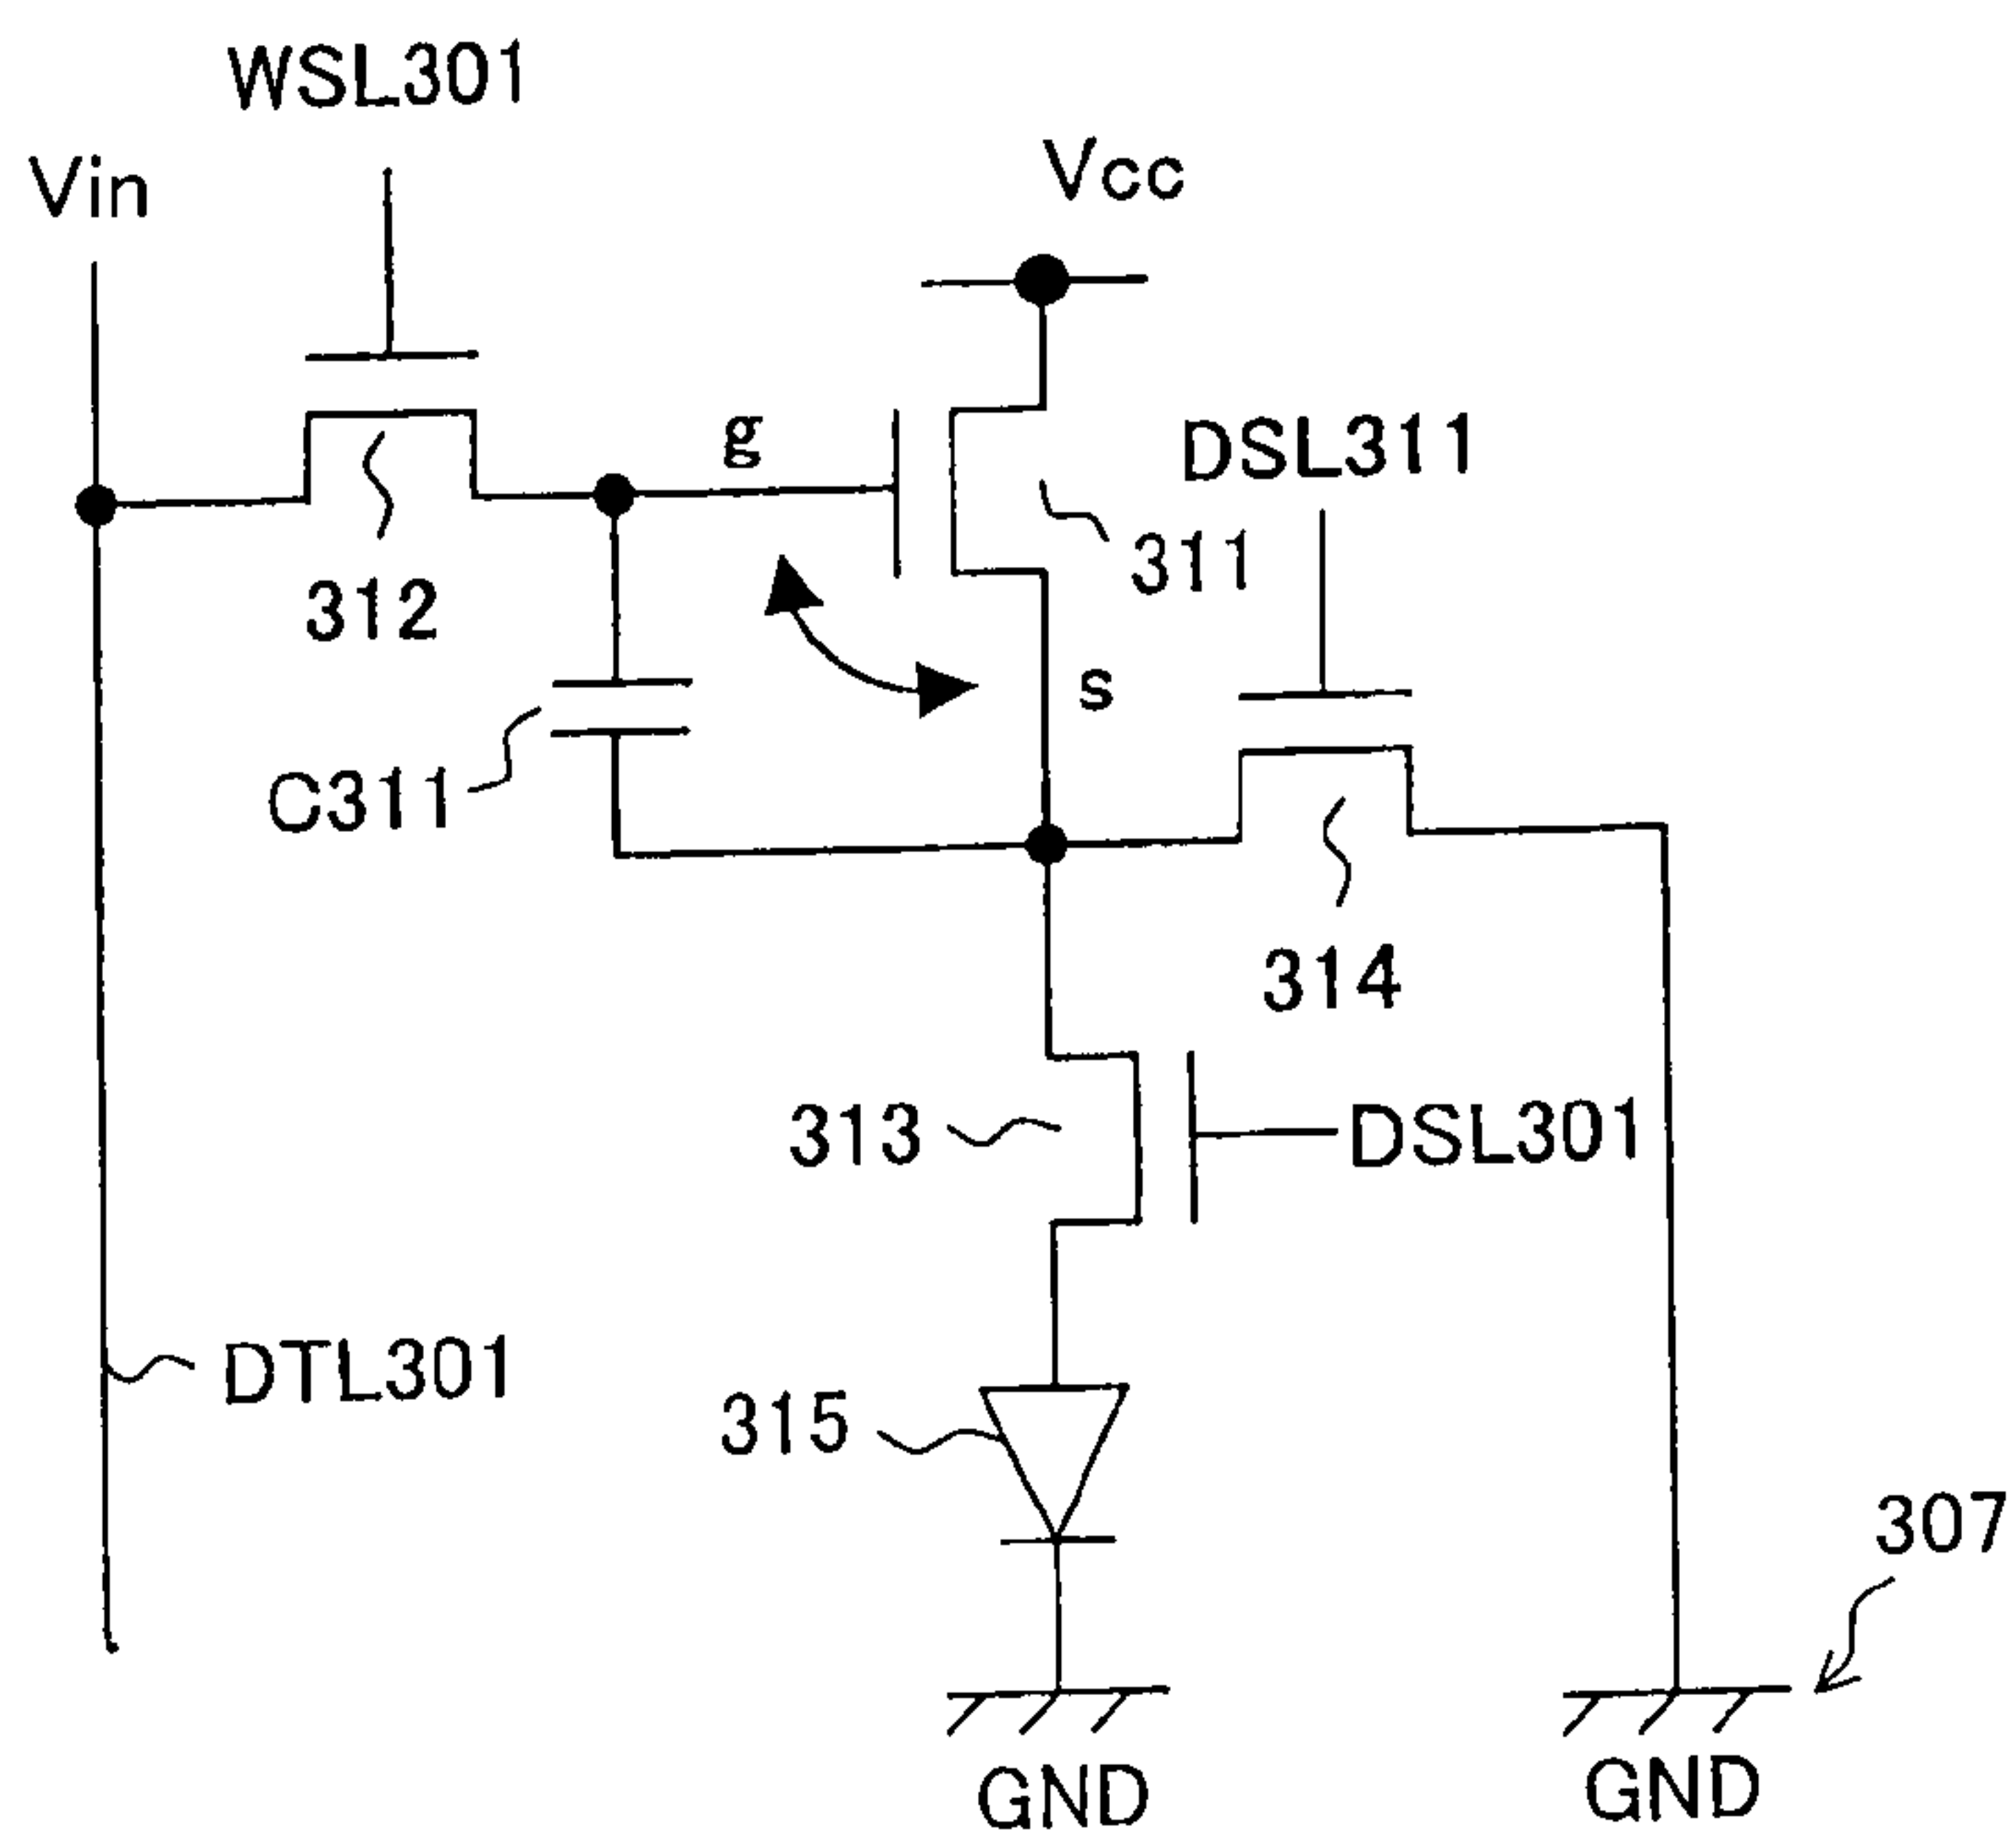 WSL301
Vin
Vcc
g
DSL311
311
312
s
C311
314
313
DSL301
DTL301
315
307
GND
GND